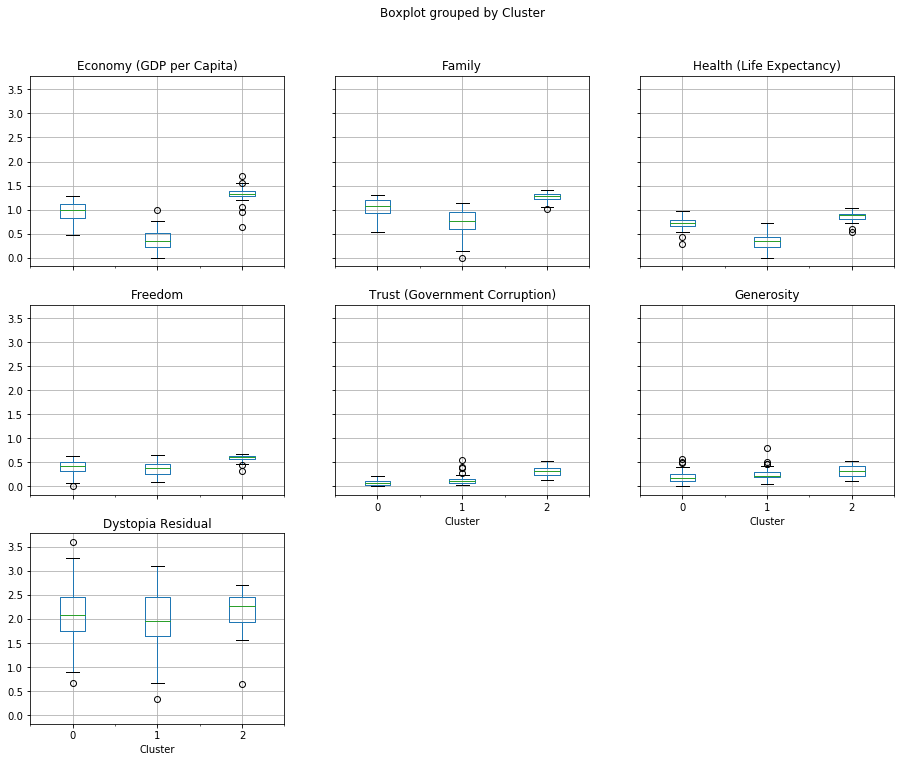 Boxplot grouped by Cluster
Economy (GDP per Capita)
Family
Health (Life Expectancy)
3.5
3.0
2.5
2.0
1.5
1.0
0.5
0.0
Freedom
Trust (Government Corruption)
Generosity
3.5
3.0
2.5
2.0
1.5
1.0
0.5
0.0
0 1 2
Cluster
0 1 2
Cluster
Dystopia Residual
3.5
3.0
2.5
2.0
1.5
1.0
0.5
0.0
0 1 2
Cluster